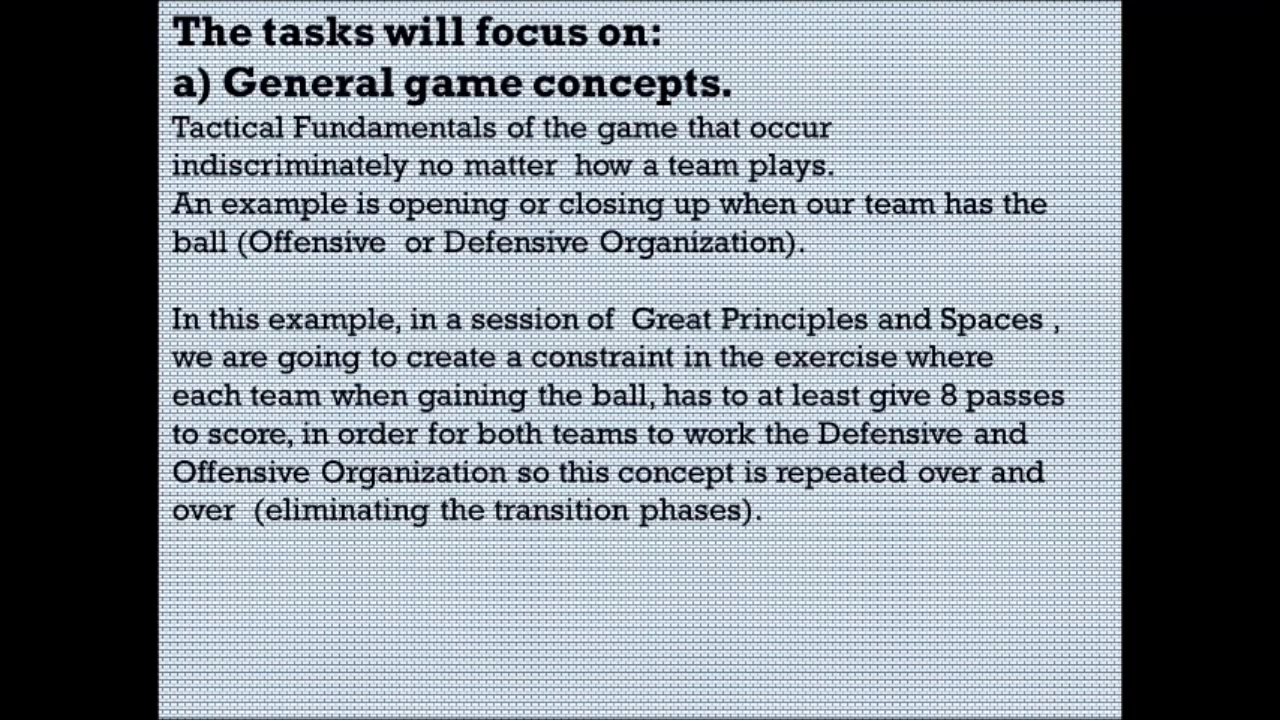 The tasks will focus on:
a) General game concepts.
Tactical Fundamentals of the game that occur
indiscriminately no matter  how a team plays.
An example is opening or closing up when our team has the
ball (Offensive  or Defensive Organization).
In this example, in a session of  Great Principles and Spaces ,
we are going to create a constraint in the exercise where
each team when gaining the ball, has to at least give 8 passes
to score, in order for both teams to work the Defensive and
Offensive Organization so this concept is repeated over and
over  (eliminating the transition phases).